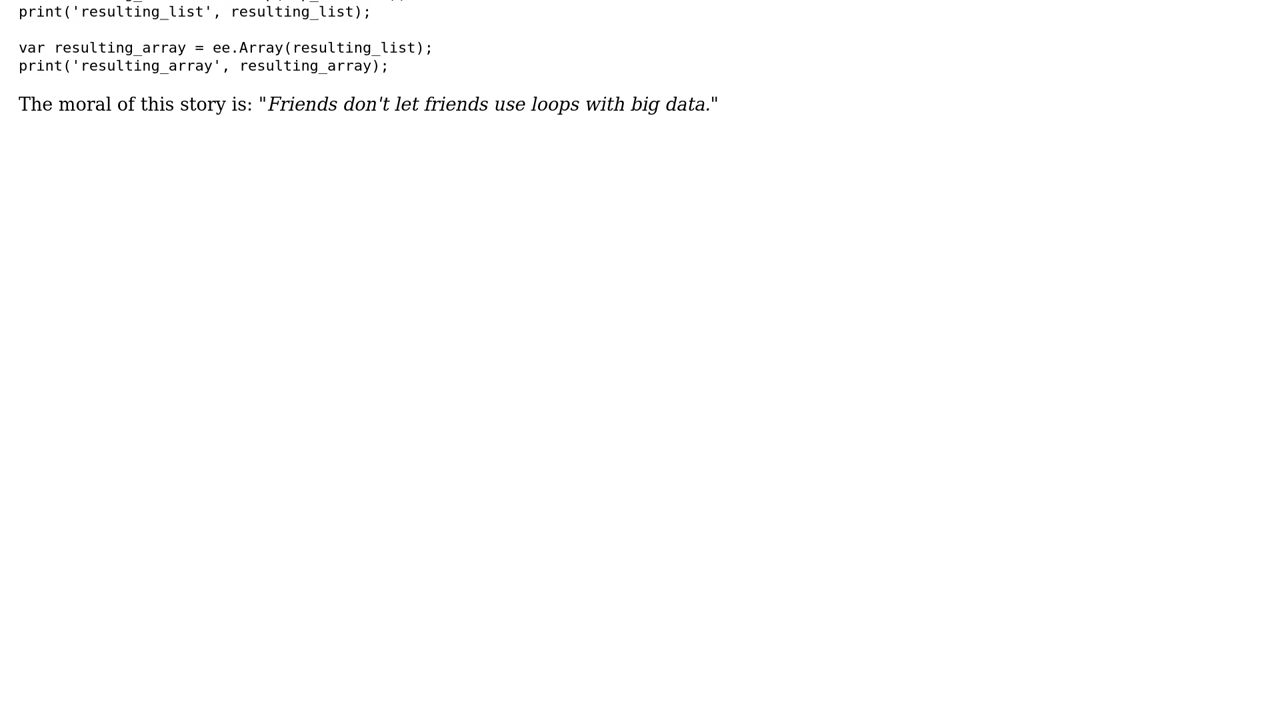 print('resulting_list', resulting_list);
var resulting_array = ee.Array(resulting_list);
print('resulting_array', resulting_array);
The moral of this story is: "Friends don't let friends use loops with big data."